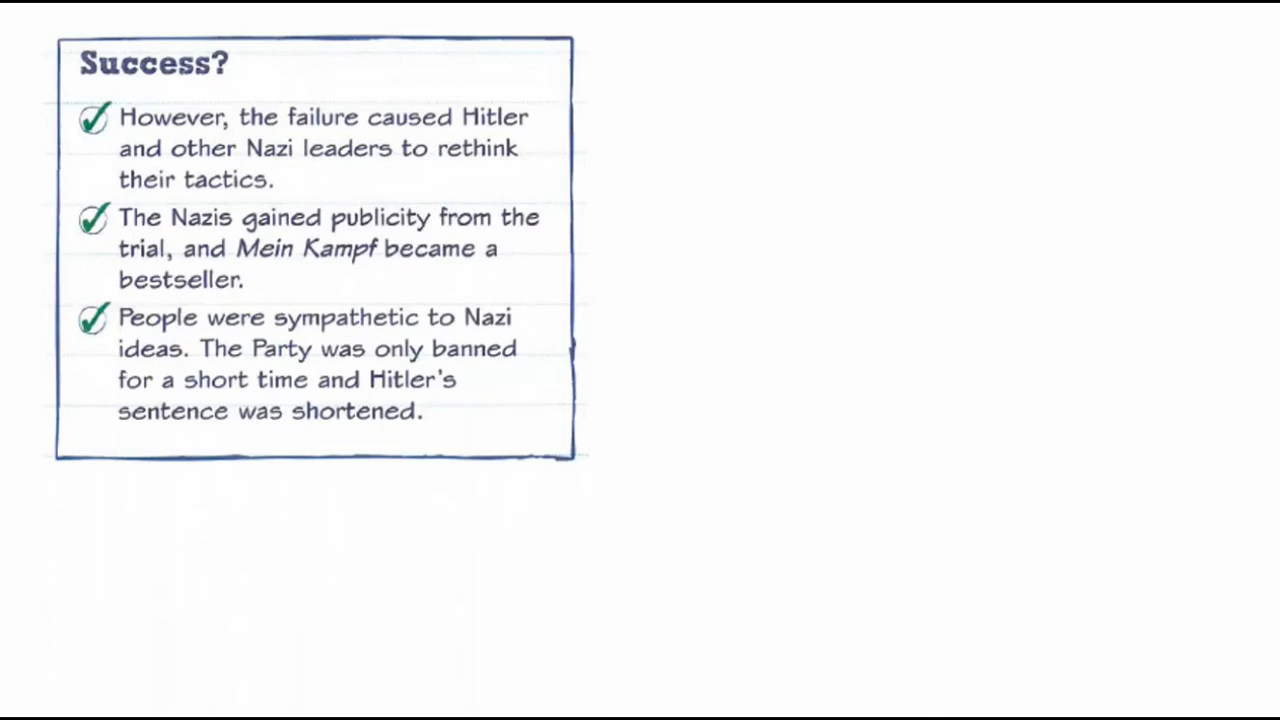 Success?
However, the failure caused Hitler
and other Nazi leaders to rethink
their tactics.
The Nazis gained publicity from the
trial, and Mein Kampf became a
bestseller.
People were sympathetic to Nazi
ideas. The Party was only banned
for a short time and Hitler's
sentence was shortened.